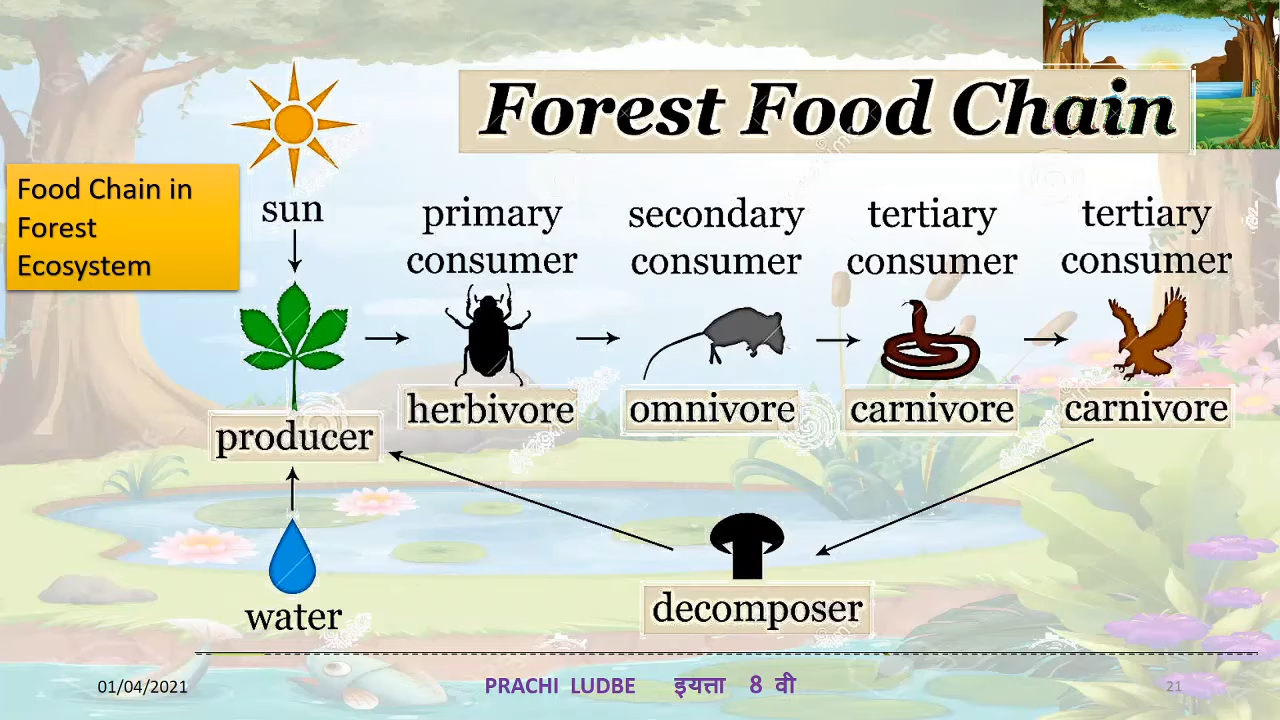 Forest Food Chain
Food Chain in
Forest
Ecosystem
sun
primary
consumer
secondary
consumer
tertiary
consumer
tertiary
consumer
herbivore
omnivore
carnivore
carnivore
producer
water
decomposer
01/04/2021
PRACHI LUDBE इयत्ता 8 वी
21